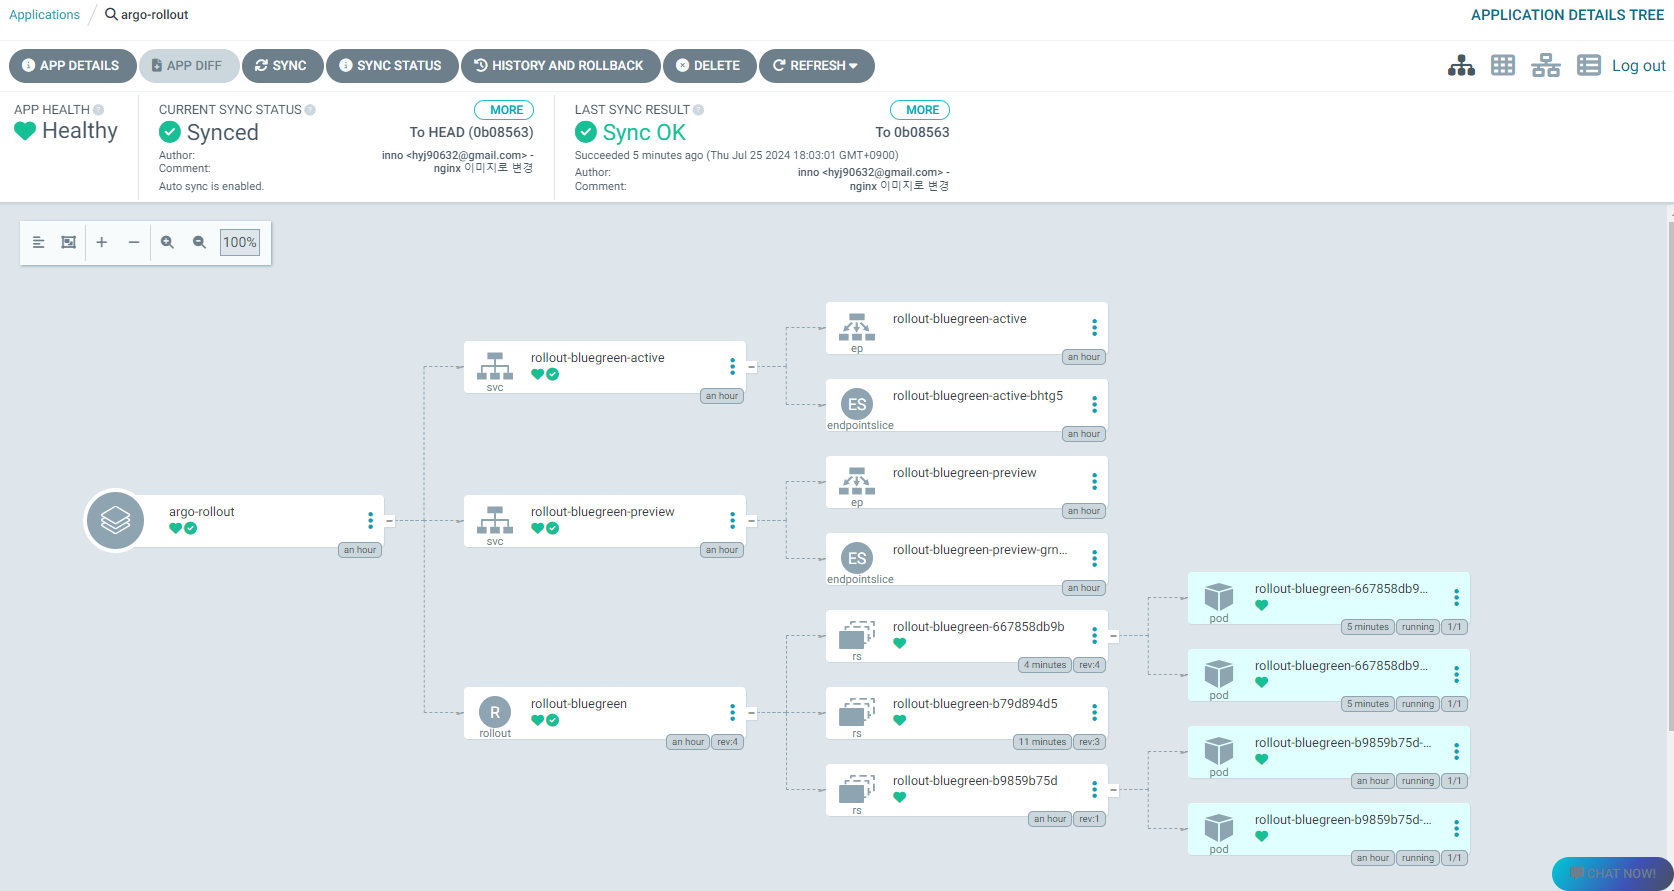 Applications / argo-rollout
APPLICATION DETAILS TREE
APP DETAILS
APP DIFF
SYNC
SYNC STATUS
HISTORY AND ROLLBACK
DELETE
REFRESH
Log out
APP HEALTH
Healthy
CURRENT SYNC STATUS
MORE
Synced
To HEAD (0b08563)
Author:
inno <hyj90632@gmail.com> -
Comment:
nginx 이미지로 변경
Auto sync is enabled.
LAST SYNC RESULT
MORE
Sync OK
To 0b08563
Succeeded 5 minutes ago (Thu Jul 25 2024 18:03:01 GMT+0900)
Author:
inno <hyj90632@gmail.com> -
Comment:
nginx 이미지로 변경
100%
argo-rollout
an hour
rollout-bluegreen-active
svc
an hour
rollout-bluegreen-preview
svc
an hour
R
rollout-bluegreen
rollout
an hour
rev:4
rollout-bluegreen-active
ep
an hour
ES
rollout-bluegreen-active-bhtg5
endpointslice
an hour
rollout-bluegreen-preview
ep
an hour
ES
rollout-bluegreen-preview-grn...
endpointslice
an hour
rollout-bluegreen-667858db9b
rs
4 minutes
rev:4
rollout-bluegreen-b79d894d5
rs
11 minutes
rev:3
rollout-bluegreen-b9859b75d
rs
an hour
rev:1
rollout-bluegreen-667858db9...
pod
5 minutes
running
1/1
rollout-bluegreen-667858db9...
pod
5 minutes
running
1/1
rollout-bluegreen-b9859b75d-...
pod
an hour
running
1/1
rollout-bluegreen-b9859b75d-...
pod
an hour
running
1/1
CHAT NOW!